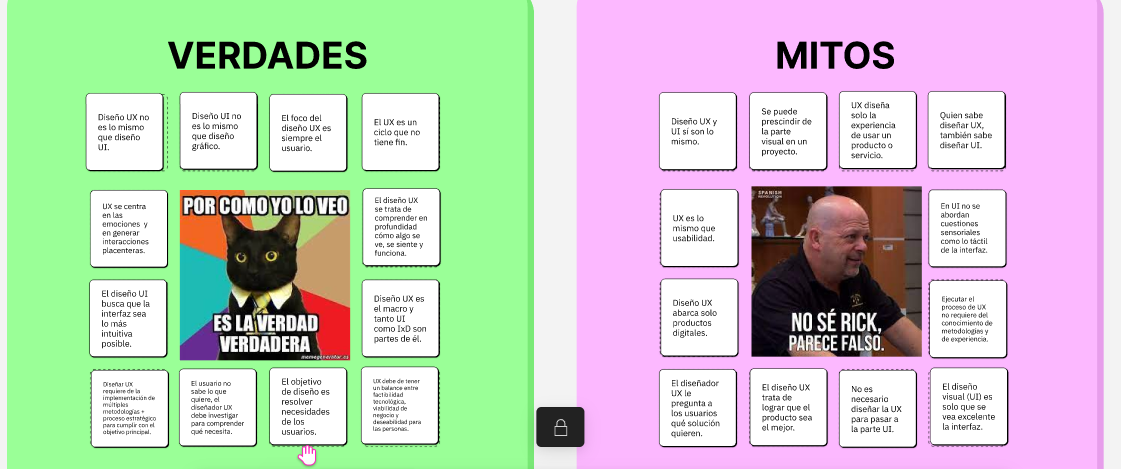 VERDADES
Diseño UX no
es lo mismo
que diseño
UI.
Diseño UI no
es lo mismo
que diseño
gráfico.
El foco del
diseño UX es
siempre el
usuario.
El UX es un
ciclo que no
tiene fin.
UX se centra
en las
emociones y
en generar
interacciones
placenteras.
POR COMO YO LO VEO
ES LA VERDAD
VERDADERA
memegenerator.es
El diseño UX
se trata de
comprender en
profundidad
cómo algo se
ve, se siente y
funciona.
El diseño UI
busca que la
interfaz sea
lo más
intuitiva
posible.
Diseño UX es
el macro y
tanto UI
como IxD son
partes de él.
Diseñar UX
requiere de la
implementación de
múltiples
metodologías +
proceso estratégico
para cumplir con el
objetivo principal.
El usuario no
sabe lo que
quiere, el
diseñador UX
debe investigar
para comprender
qué necesita.
El objetivo
de diseño es
resolver
necesidades
de los
usuarios.
UX debe de tener
un balance entre
factibilidad
tecnológica,
viabilidad de
negocio y
deseabilidad para
las personas.
MITOS
Diseño UX y
UI sí son lo
mismo.
Se puede
prescindir de
la parte
visual en un
proyecto.
UX diseña
solo la
experiencia
de usar un
producto o
servicio.
Quien sabe
diseñar UX,
también sabe
diseñar UI.
UX es lo
mismo que
usabilidad.
SPANISH
REVOLUTION
NO SÉ RICK,
PARECE FALSO.
En UI no se
abordan
cuestiones
sensoriales
como lo táctil
de la interfaz.
Diseño UX
abarca solo
productos
digitales.
Ejecutar el
proceso de UX
no requiere del
conocimiento de
metodologías y
de experiencia.
El diseñador
UX le
pregunta a
los usuarios
qué solución
quieren.
El diseño UX
trata de
lograr que el
producto sea
el mejor.
No es
necesario
diseñar la UX
para pasar a
la parte UI.
El diseño
visual (UI) es
solo que se
vea excelente
la interfaz.